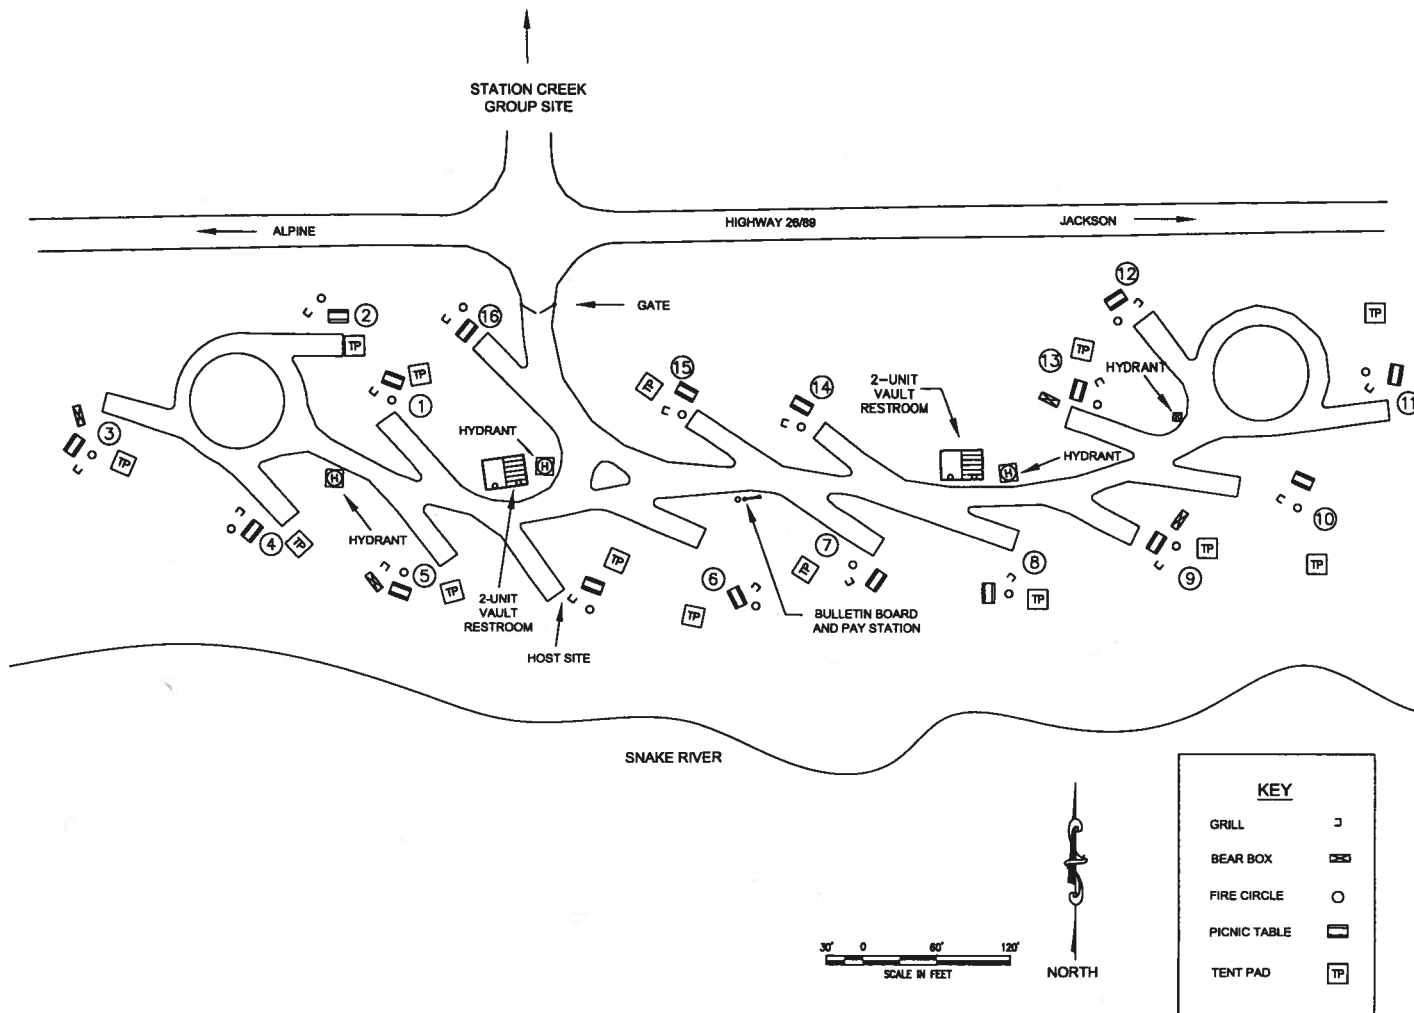 STATION CREEK
GROUP SITE
HIGHWAY 26/89
JACKSON
ALPINE
GATE
12
2
16
TP
TP
13
HYDRANT
15
TP
14
2-UNIT
VAULT
RESTROOM
TP
TP
11
1
3
HYDRANT
H
TP
H
HYDRANT
H
10
4
TP
HYDRANT
5
TP
2-UNIT
VAULT
RESTROOM
TP
HOST SITE
6
TP
7
TP
BULLETIN BOARD
AND PAY STATION
8
TP
9
TP
TP
SNAKE RIVER
KEY
GRILL
BEAR BOX
FIRE CIRCLE
PICNIC TABLE
TENT PAD
TP
30' 0 60' 120'
SCALE IN FEET
NORTH